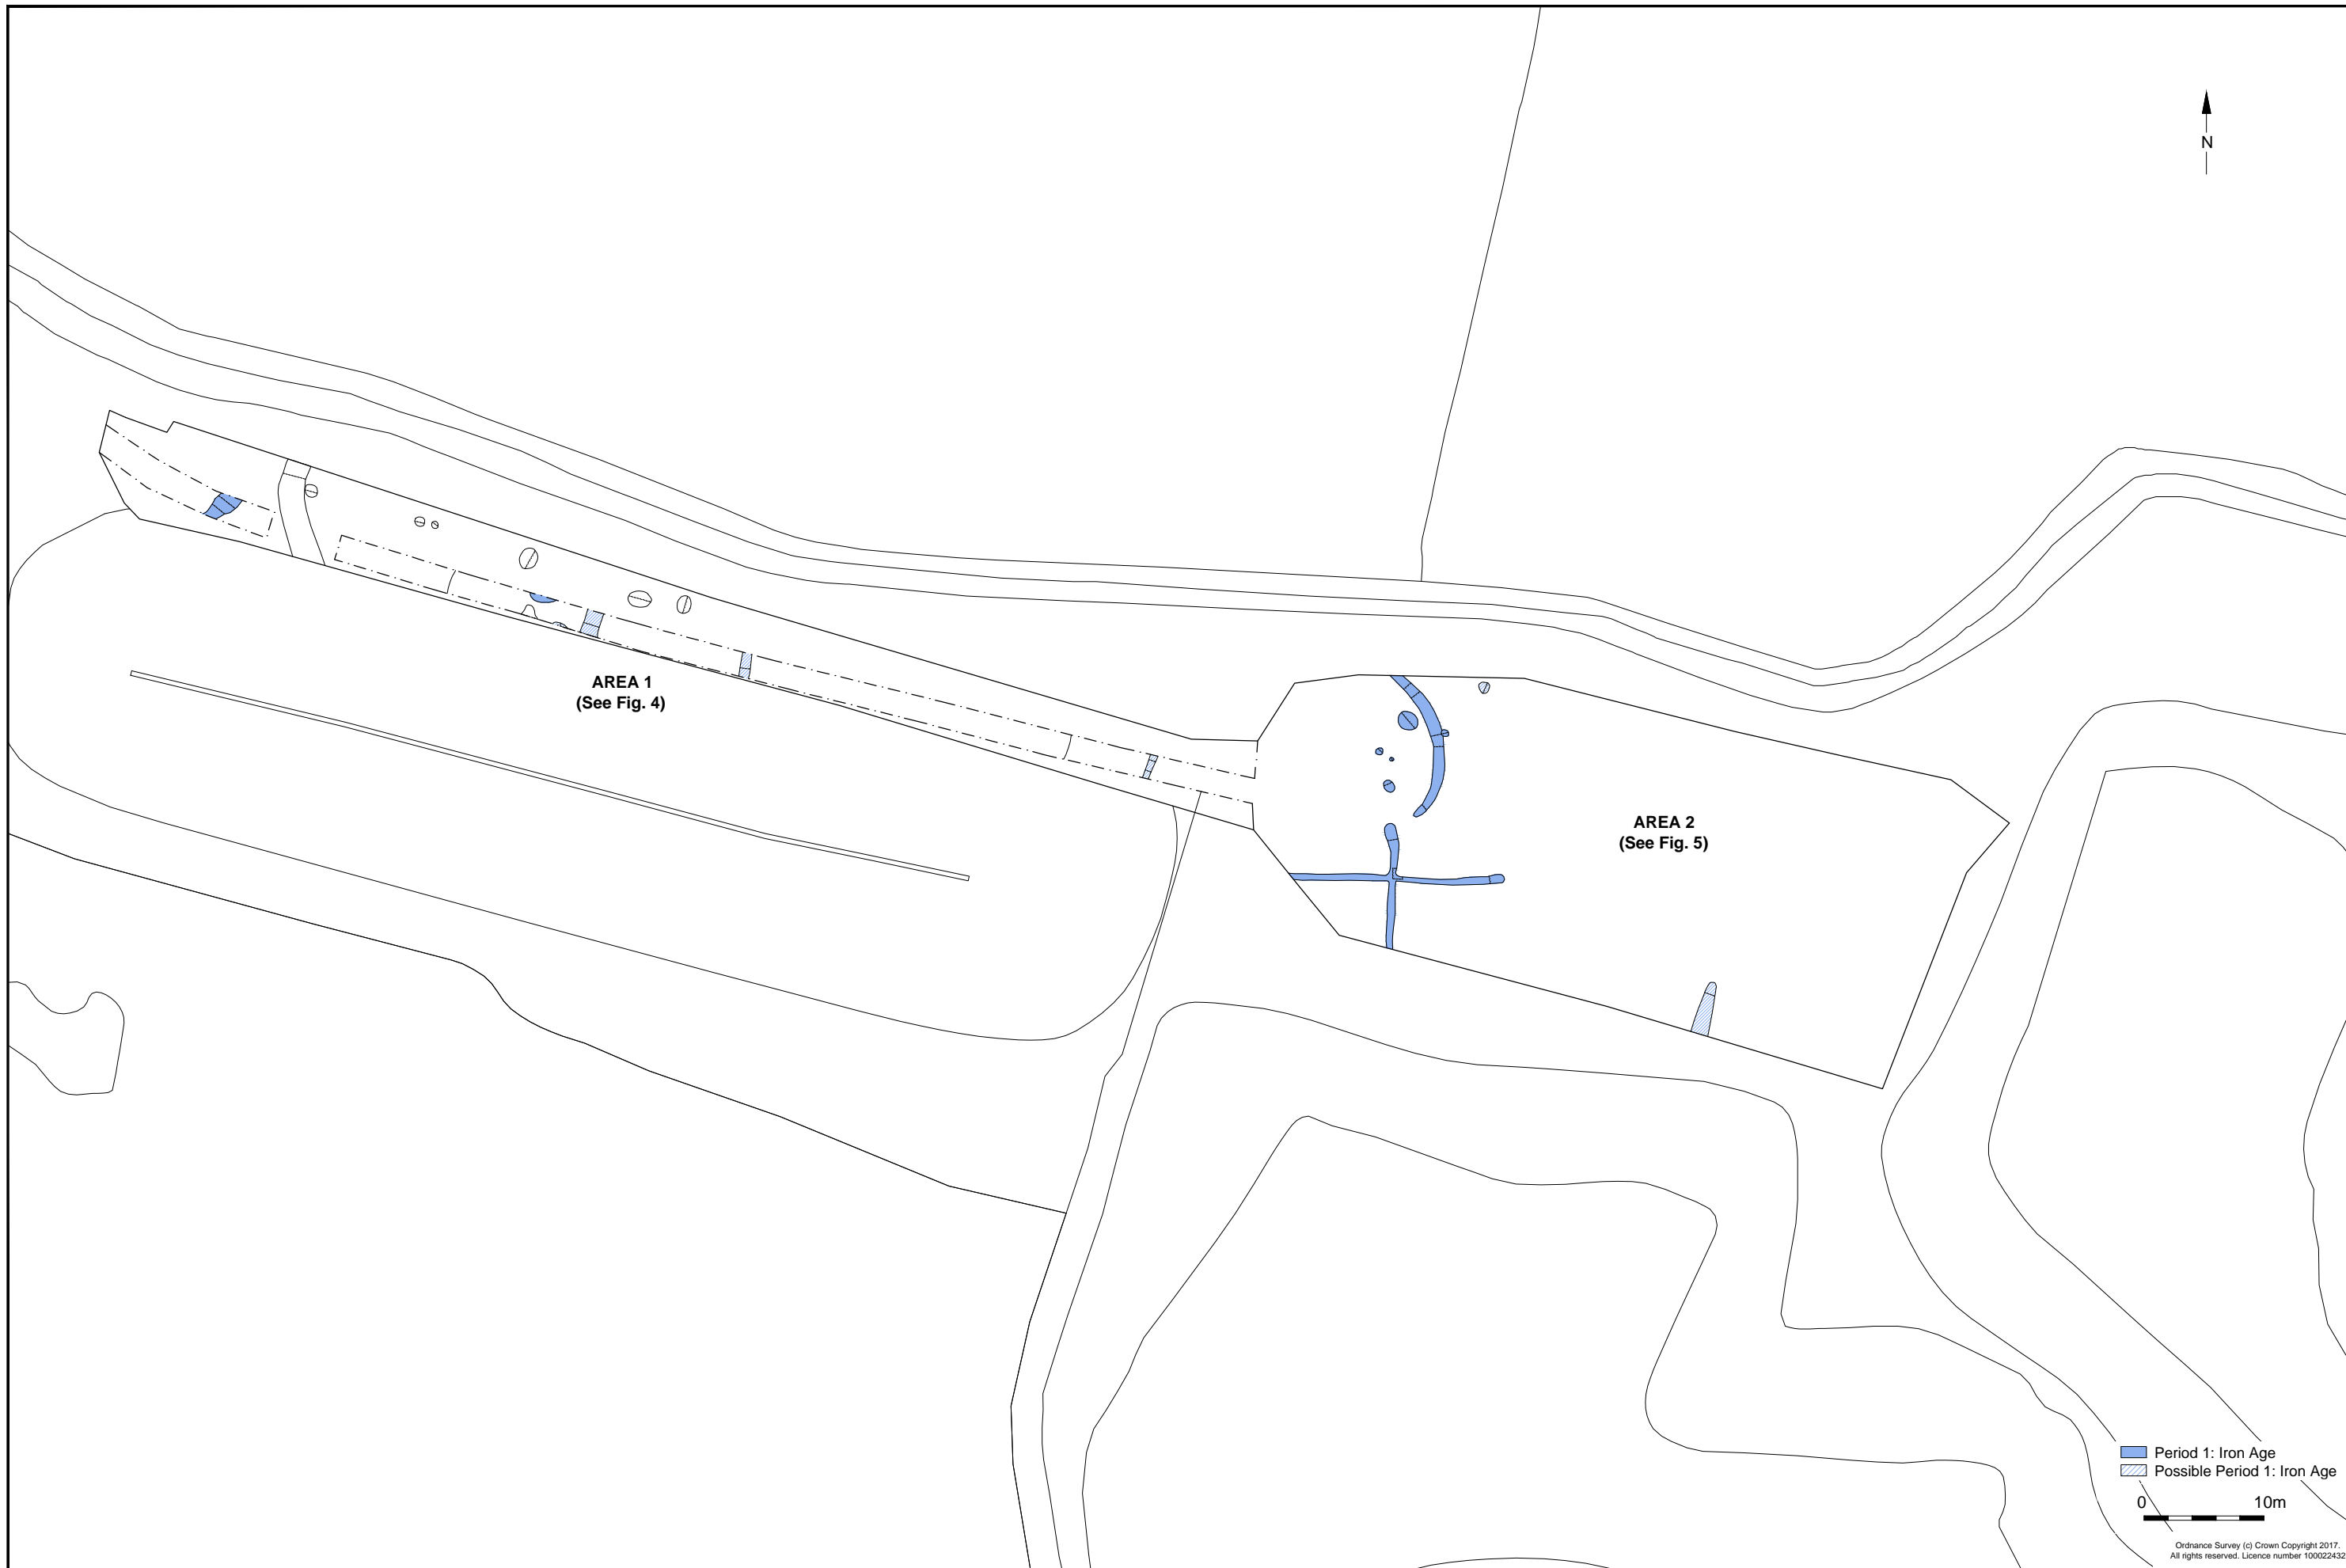 N
AREA 1
(See Fig. 4)
AREA 2
(See Fig. 5)
Period 1: Iron Age
Possible Period 1: Iron Age
0 10m
Ordnance Survey (c) Crown Copyright 2017.
All rights reserved. Licence number 100022432